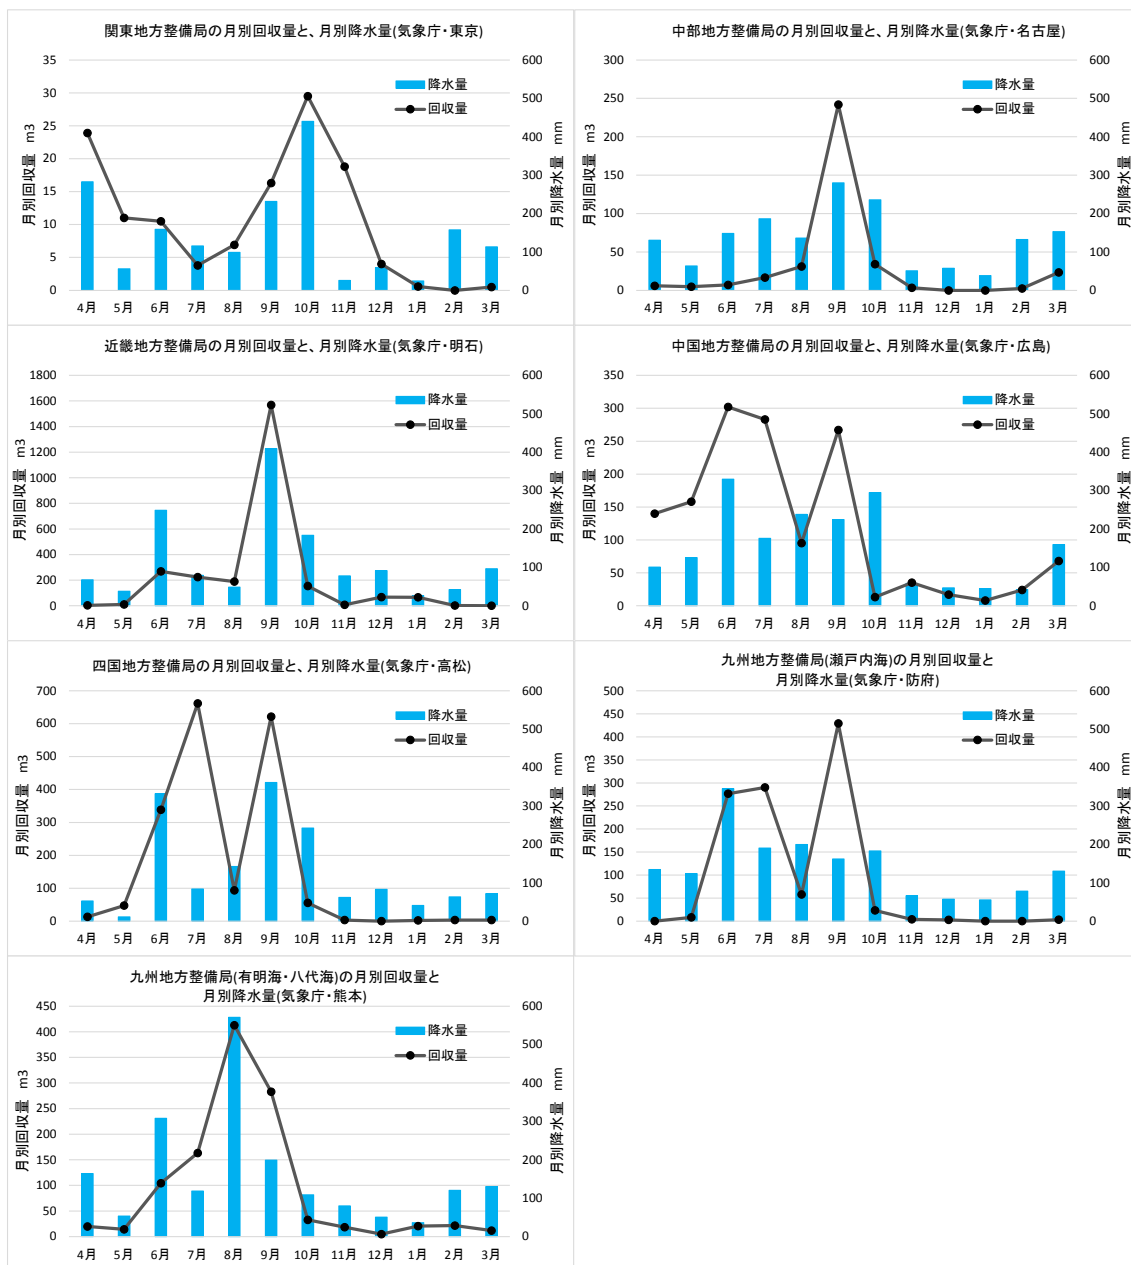 関東地方整備局の月別回収量と、月別降水量(気象庁・東京)
35
30
25
20
15
10
5
0
600
500
400
300
200
100
0
月別回収量 m3
月別降水量 mm
降水量
回収量
4月 5月 6月 7月 8月 9月 10月 11月 12月 1月 2月 3月
中部地方整備局の月別回収量と、月別降水量(気象庁・名古屋)
300
250
200
150
100
50
0
600
500
400
300
200
100
0
月別回収量 m3
月別降水量 mm
降水量
回収量
4月 5月 6月 7月 8月 9月 10月 11月 12月 1月 2月 3月
近畿地方整備局の月別回収量と、月別降水量(気象庁・明石)
1800
1600
1400
1200
1000
800
600
400
200
0
600
500
400
300
200
100
0
月別回収量 m3
月別降水量 mm
降水量
回収量
4月 5月 6月 7月 8月 9月 10月 11月 12月 1月 2月 3月
中国地方整備局の月別回収量と、月別降水量(気象庁・広島)
350
300
250
200
150
100
50
0
600
500
400
300
200
100
0
月別回収量 m3
月別降水量 mm
降水量
回収量
4月 5月 6月 7月 8月 9月 10月 11月 12月 1月 2月 3月
四国地方整備局の月別回収量と、月別降水量(気象庁・高松)
700
600
500
400
300
200
100
0
600
500
400
300
200
100
0
月別回収量 m3
月別降水量 mm
降水量
回収量
4月 5月 6月 7月 8月 9月 10月 11月 12月 1月 2月 3月
九州地方整備局(瀬戸内海)の月別回収量と
月別降水量(気象庁・防府)
500
450
400
350
300
250
200
150
100
50
0
600
500
400
300
200
100
0
月別回収量 m3
月別降水量 mm
降水量
回収量
4月 5月 6月 7月 8月 9月 10月 11月 12月 1月 2月 3月
九州地方整備局(有明海・八代海)の月別回収量と
月別降水量(気象庁・熊本)
450
400
350
300
250
200
150
100
50
0
600
500
400
300
200
100
0
月別回収量 m3
月別降水量 mm
降水量
回収量
4月 5月 6月 7月 8月 9月 10月 11月 12月 1月 2月 3月